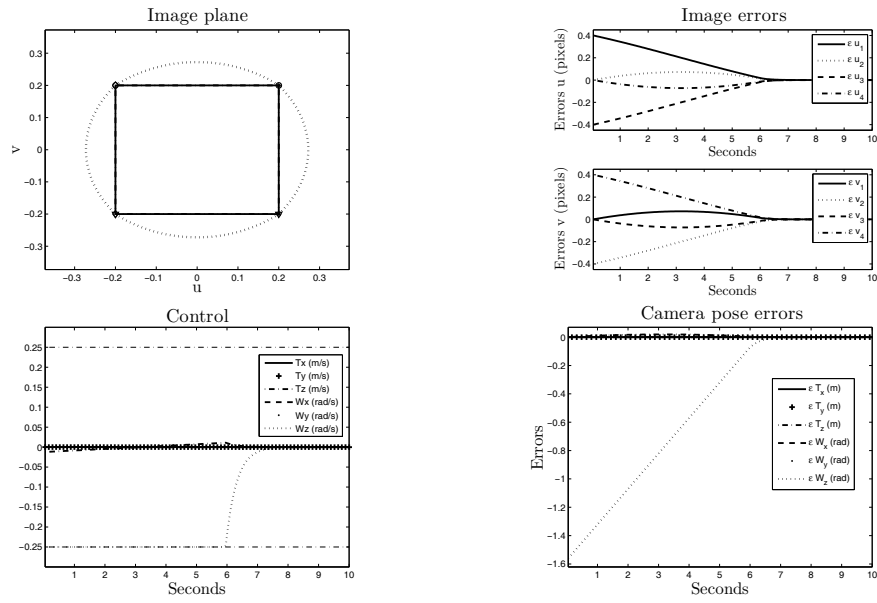 Image plane
0.3
0.2
0.1
0
−0.1
−0.2
−0.3
v
−0.3 −0.2 −0.1 0 0.1 0.2 0.3
u
Image errors
Errors u (pixels)
0.4
0.2
0
−0.2
−0.4
1 2 3 4 5 6 7 8 9 10
Seconds
ε u1
ε u2
ε u3
ε u4
Errors v (pixels)
0.4
0.2
0
−0.2
−0.4
1 2 3 4 5 6 7 8 9 10
Seconds
ε v1
ε v2
ε v3
ε v4
Control
0.25
0.2
0.15
0.1
0.05
0
−0.05
−0.1
−0.15
−0.2
−0.25
1 2 3 4 5 6 7 8 9 10
Seconds
Tx (m/s)
Ty (m/s)
Tz (m/s)
Wx (rad/s)
Wy (rad/s)
Wz (rad/s)
Camera pose errors
Errors
0
−0.2
−0.4
−0.6
−0.8
−1
−1.2
−1.4
−1.6
1 2 3 4 5 6 7 8 9 10
Seconds
ε Tx (m)
ε Ty (m)
ε Tz (m)
ε Wx (rad)
ε Wy (rad)
ε Wz (rad)